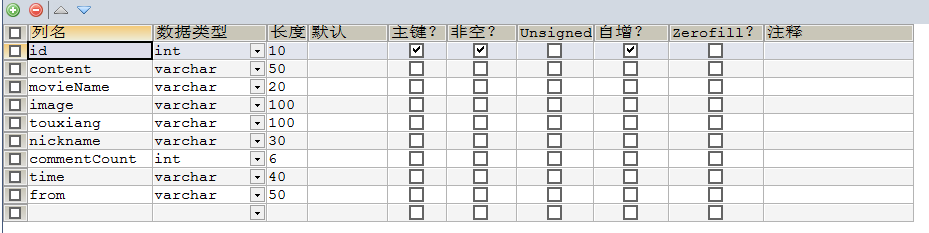 列名 数据类型 长度 默认 主键? 非空? Unsigned 自增? Zerofill? 注释
id int 10
content varchar 50
movieName varchar 20
image varchar 100
touxiang varchar 100
nickname varchar 30
commentCount int 6
time varchar 40
from varchar 50